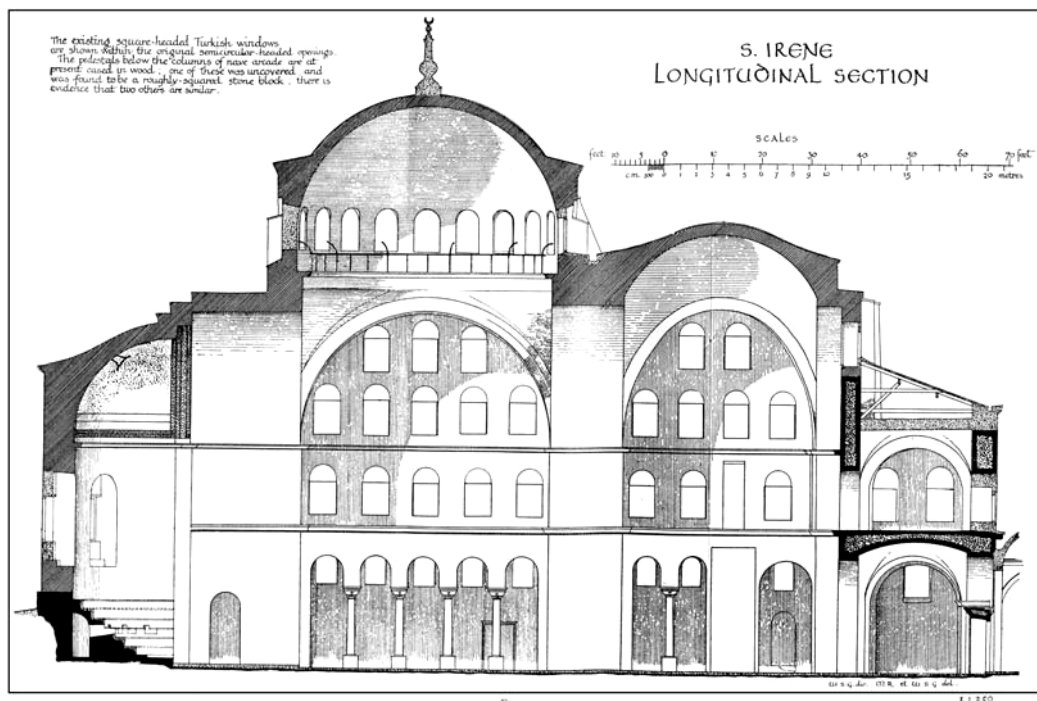 The existing square-headed Turkish windows
are shown within the original semicircular-headed openings.
The pedestals below the columns of nave arcade are at
present cased in wood; one of these was uncovered and
was found to be a roughly-squared stone block. there is
evidence that two others are similar.
S. IRENE
LONGITUDINAL SECTION
SCALES
feet 10 5 0 10 20 30 40 50 60 70 feet
cm. 100 0 1 2 3 4 5 6 7 8 9 10 15 20 metres
W.S.G. dir. M.R. et W.S.G. del.